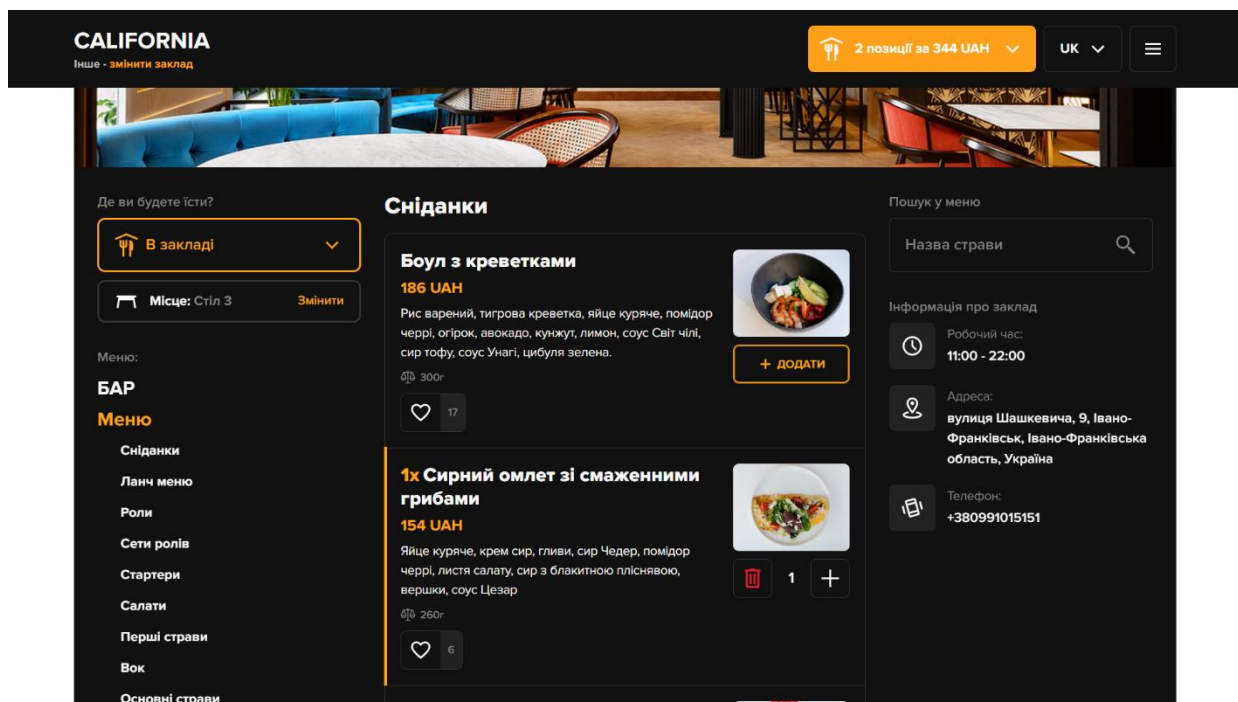 CALIFORNIA
Інше - змінити заклад
2 позиції за 344 UAH
UK
Де ви будете їсти?
В закладі
Місце: Стіл 3
Змінити
Меню:
БАР
Меню
Сніданки
Ланч меню
Роли
Сети ролів
Стартери
Салати
Перші страви
Вок
Основні страви
Сніданки
Боул з креветками
186 UAH
Рис варений, тигрова креветка, яйце куряче, помідор
черрі, огірок, авокадо, кунжут, лимон, соус Світ чілі,
сир тофу, соус Унагі, цибуля зелена.
300г
17
+ ДОДАТИ
1x Сирний омлет зі смаженними
грибами
154 UAH
Яйце куряче, крем сир, гливи, сир Чедер, помідор
черрі, листя салату, сир з блакитною пліснявою,
вершки, соус Цезар
260г
6
1
Пошук у меню
Назва страви
Інформація про заклад
Робочий час:
11:00 - 22:00
Адреса:
вулиця Шашкевича, 9, Івано-
Франківськ, Івано-Франківська
область, Україна
Телефон:
+380991015151